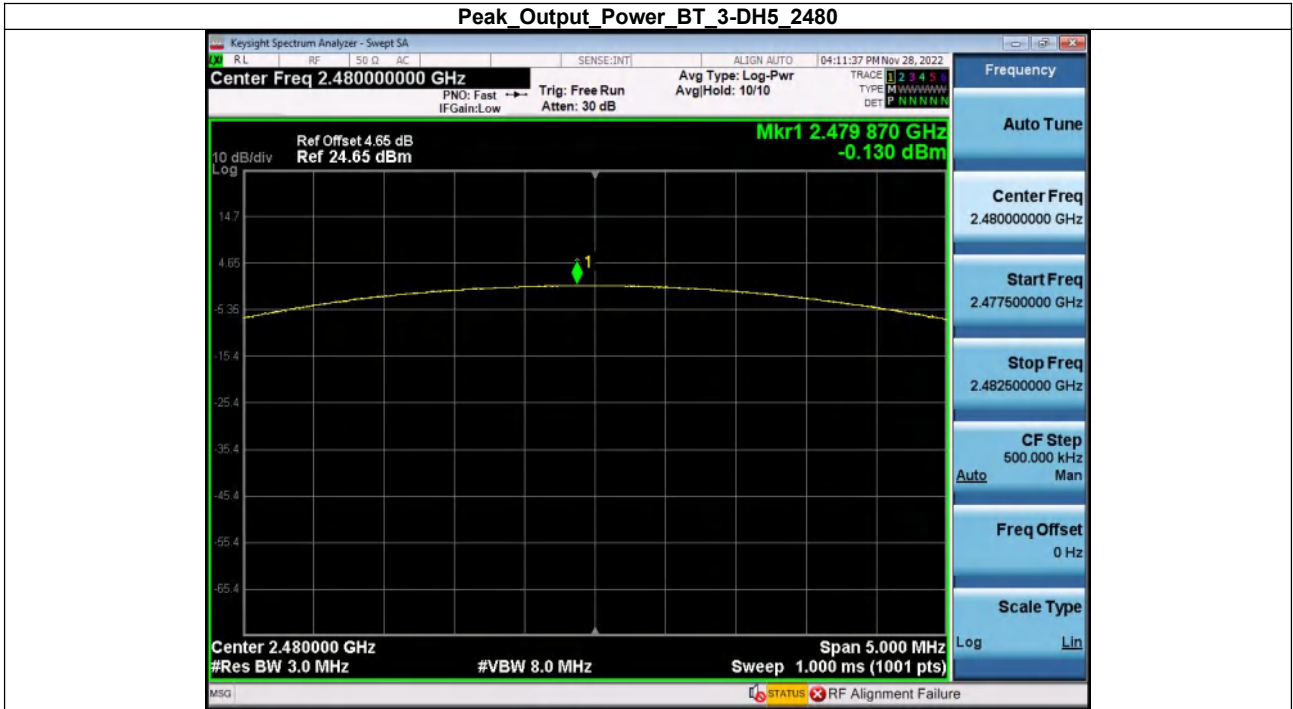 Peak_Output_Power_BT_3-DH5_2480
Keysight Spectrum Analyzer - Swept SA
RL RF 50 Ω AC SENSE:INT ALIGN AUTO 04:11:37 PM Nov 28, 2022
Center Freq 2.480000000 GHz
PNO: Fast
IFGain:Low
Trig: Free Run
Atten: 30 dB
Avg Type: Log-Pwr
Avg|Hold: 10/10
TRACE 1 2 3 4 5 6
TYPE M WWWWW
DET P N N N N N
Frequency
Mkr1 2.479 870 GHz
-0.130 dBm
Ref Offset 4.65 dB
10 dB/div Ref 24.65 dBm
Log
14.7
4.65
-5.35
-15.4
-25.4
-35.4
-45.4
-55.4
-65.4
1
Center 2.480000 GHz
Span 5.000 MHz
#Res BW 3.0 MHz
#VBW 8.0 MHz
Sweep 1.000 ms (1001 pts)
Auto Tune
Center Freq
2.480000000 GHz
Start Freq
2.477500000 GHz
Stop Freq
2.482500000 GHz
CF Step
500.000 kHz
Auto Man
Freq Offset
0 Hz
Scale Type
Log Lin
MSG
STATUS
RF Alignment Failure